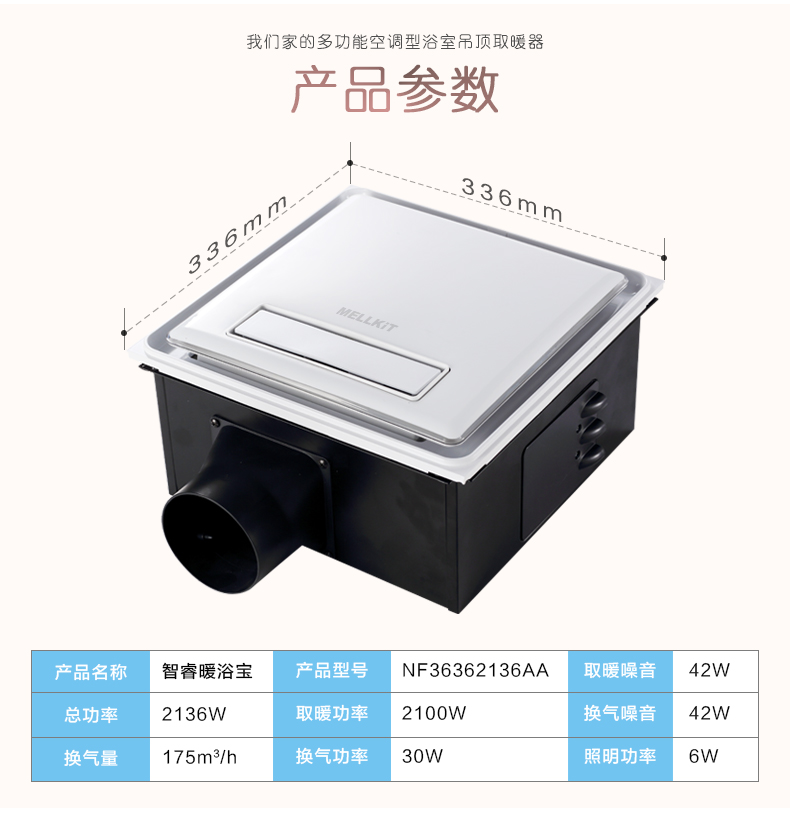 我们家的多功能空调型浴室吊顶取暖器
产品参数
336mm
336mm
MELLKIT
产品名称 智睿暖浴宝 产品型号 NF36362136AA 取暖噪音 42W
总功率 2136W 取暖功率 2100W 换气噪音 42W
换气量 175m³/h 换气功率 30W 照明功率 6W